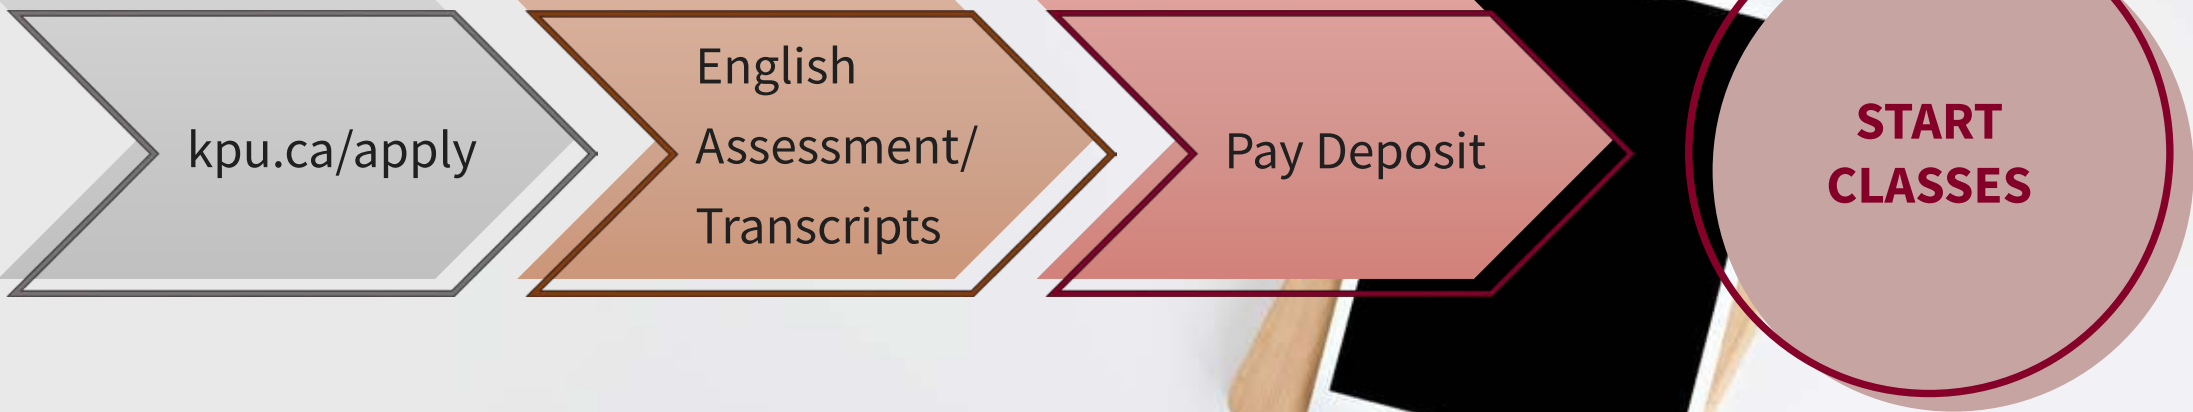 kpu.ca/apply
English
Assessment/
Transcripts
Pay Deposit
START
CLASSES